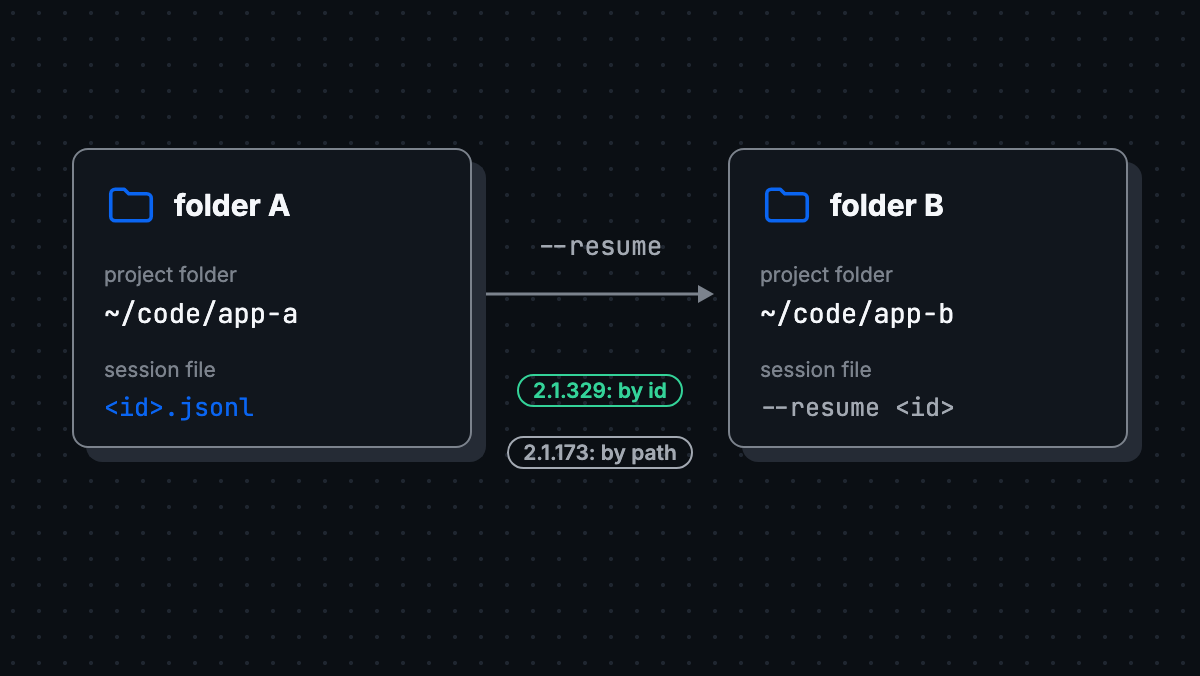 folder A
project folder
~/code/app-a
session file
<id>.jsonl
--resume
2.1.329: by id
2.1.173: by path
folder B
project folder
~/code/app-b
session file
--resume <id>